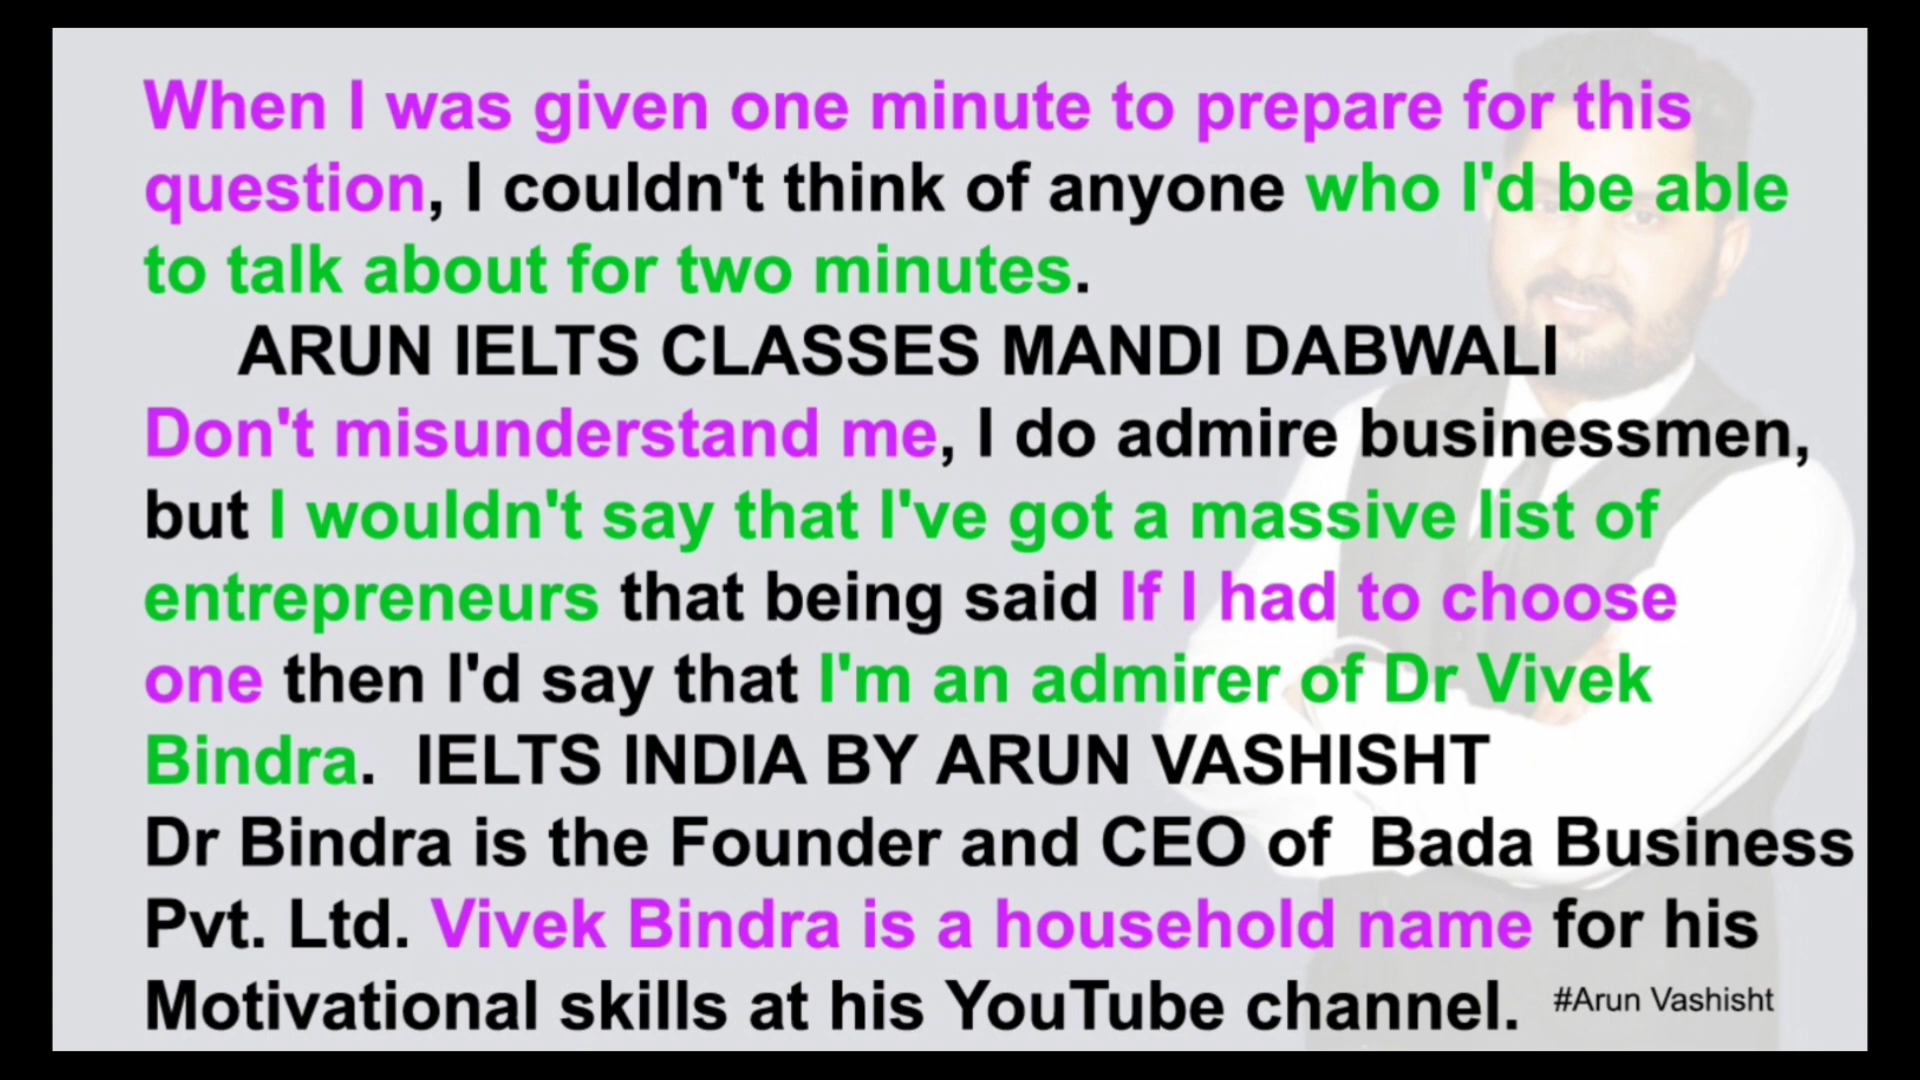 When I was given one minute to prepare for this
question, I couldn't think of anyone who I'd be able
to talk about for two minutes.
ARUN IELTS CLASSES MANDI DABWALI
Don't misunderstand me, I do admire businessmen,
but I wouldn't say that I've got a massive list of
entrepreneurs that being said If I had to choose
one then I'd say that I'm an admirer of Dr Vivek
Bindra. IELTS INDIA BY ARUN VASHISHT
Dr Bindra is the Founder and CEO of Bada Business
Pvt. Ltd. Vivek Bindra is a household name for his
Motivational skills at his YouTube channel. #Arun Vashisht